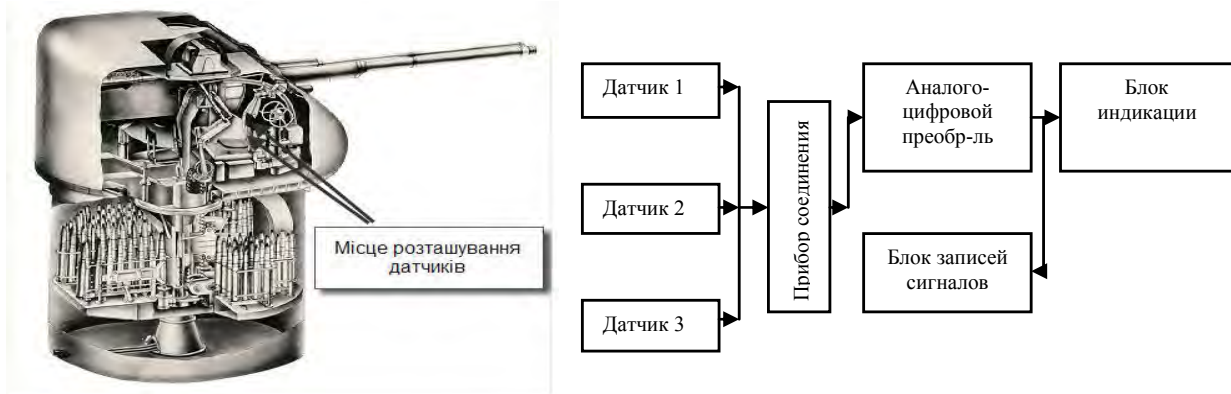 Місце розташування
датчиків
Датчик 1
Датчик 2
Датчик 3
Прибор соединения
Аналого-
цифровой
преобр-ль
Блок
индикации
Блок записей
сигналов